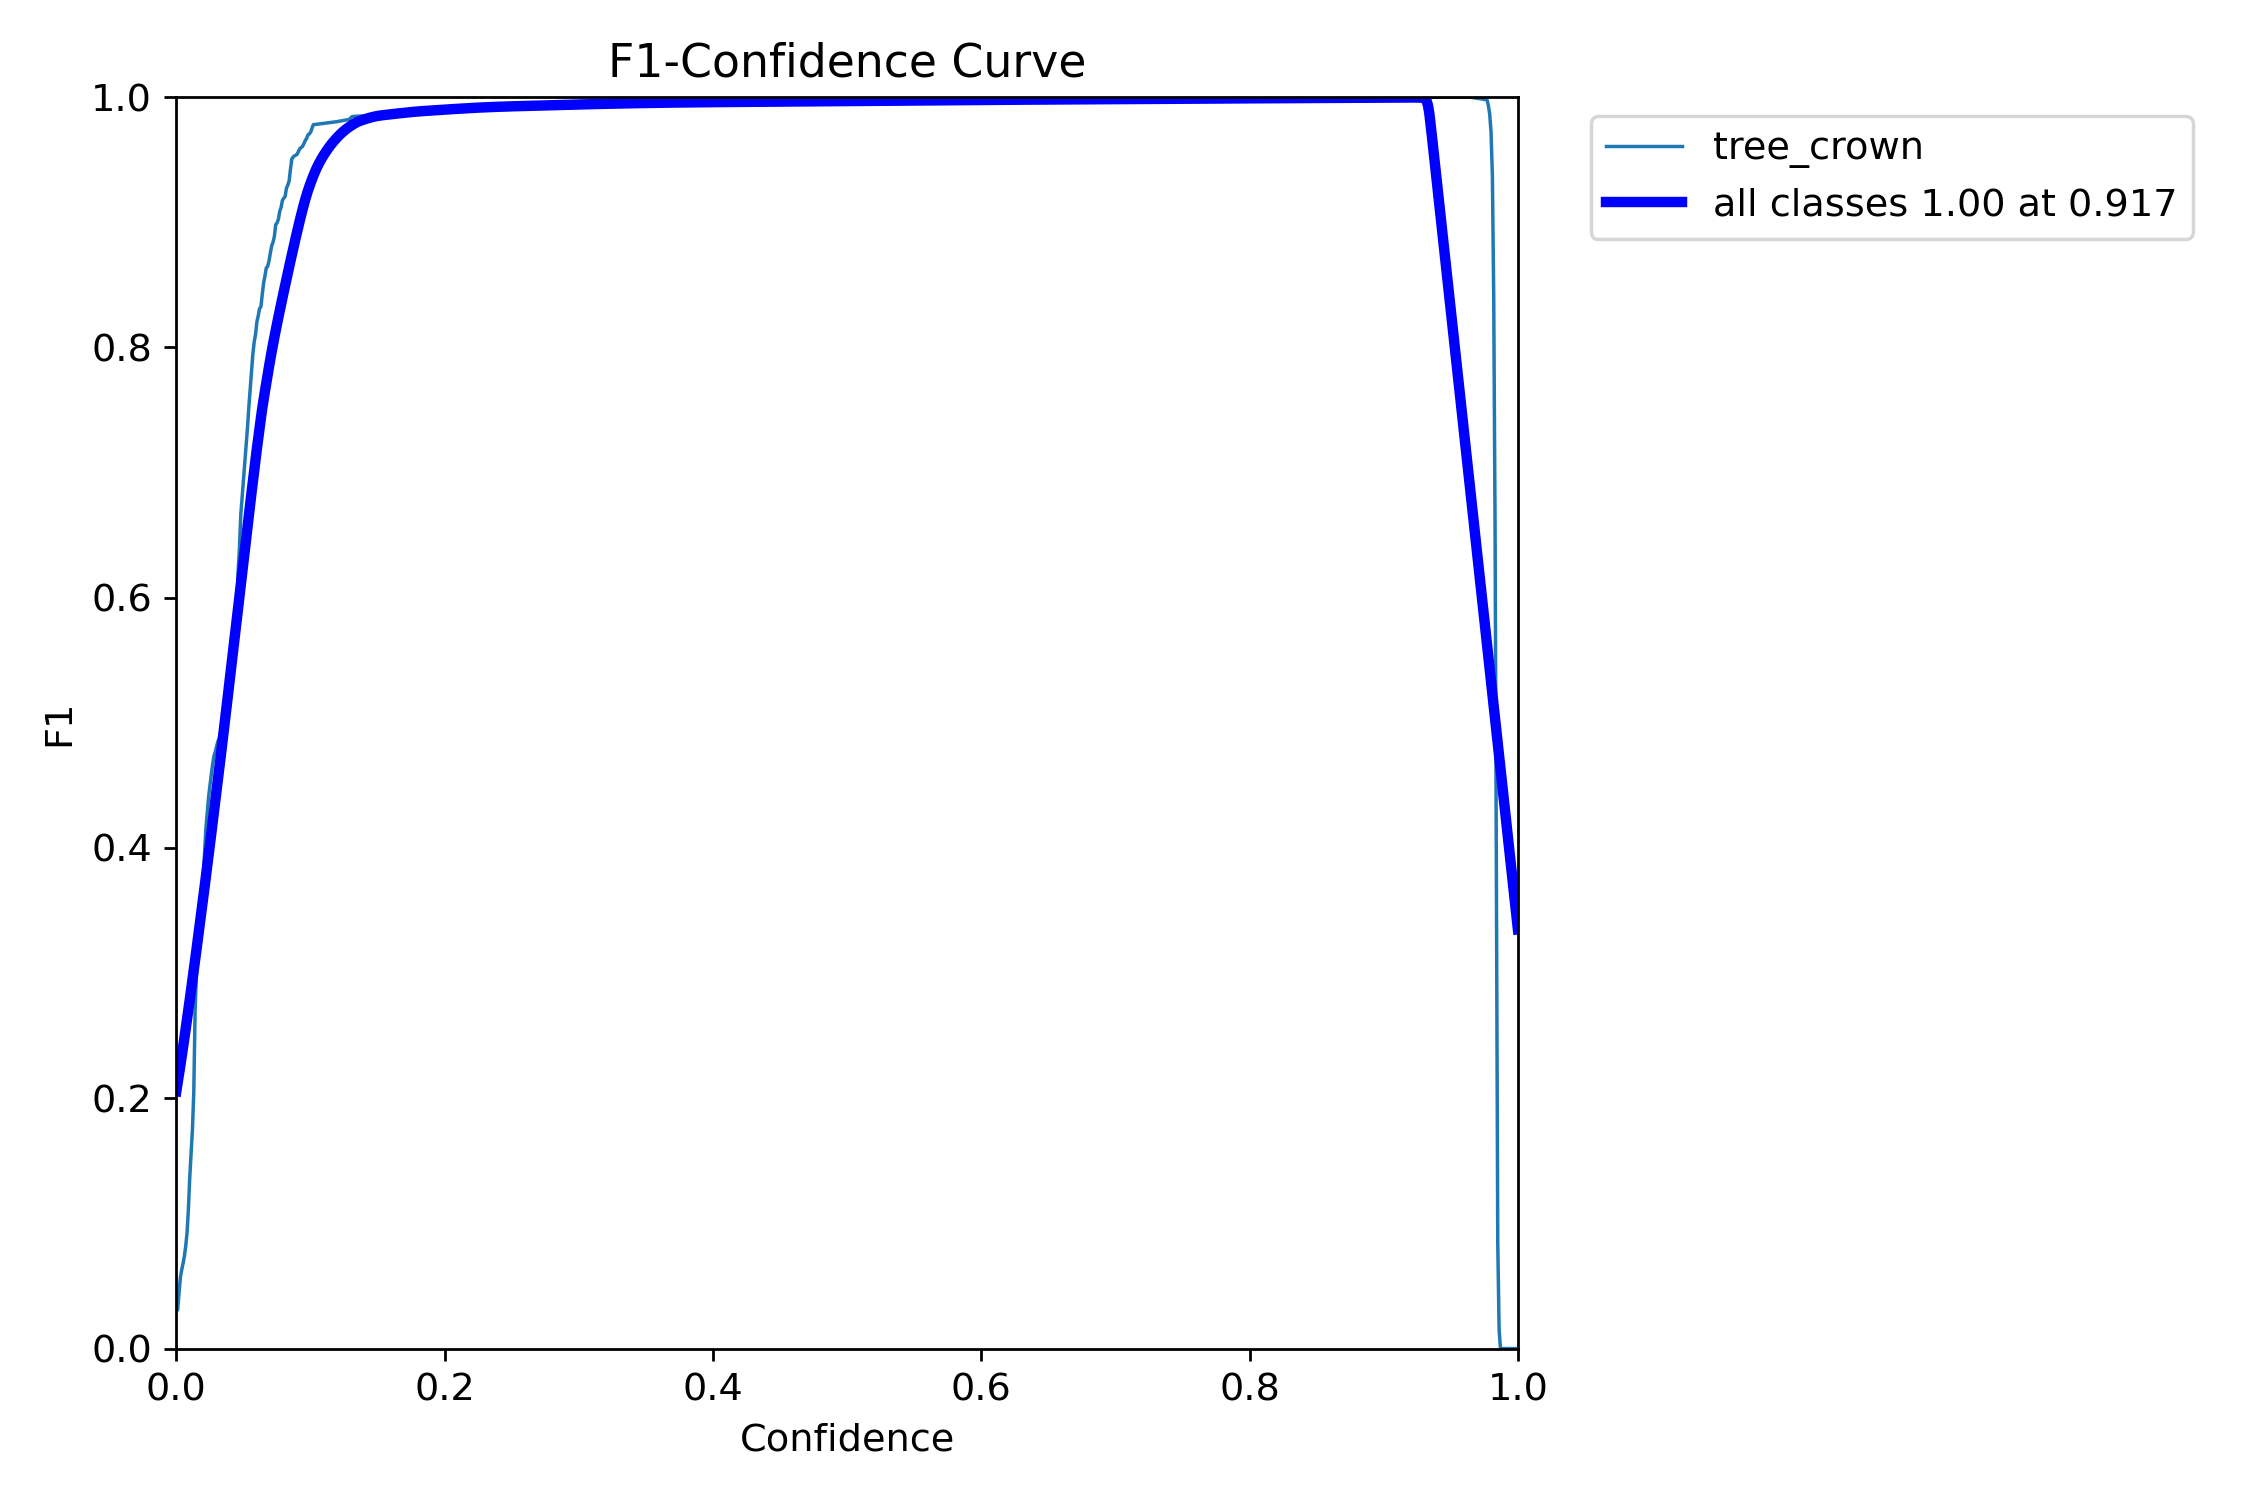 F1-Confidence Curve
1.0
0.8
0.6
0.4
0.2
0.0
F1
0.0 0.2 0.4 0.6 0.8 1.0
Confidence
tree_crown
all classes 1.00 at 0.917